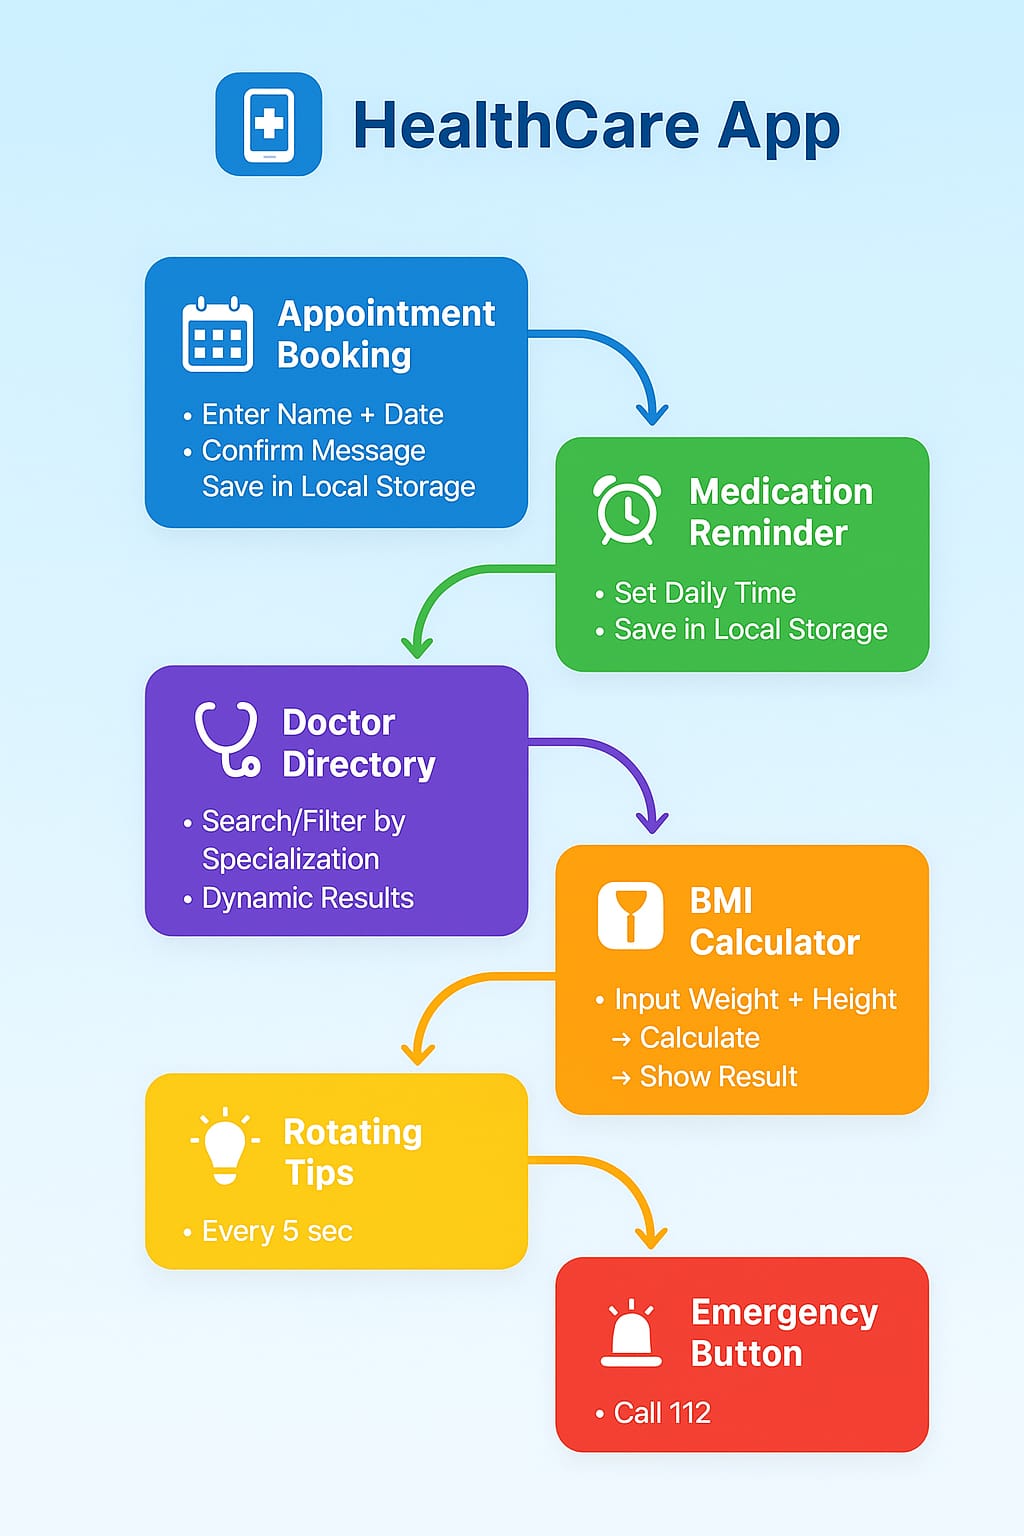 HealthCare App
Appointment
Booking
• Enter Name + Date
• Confirm Message
Save in Local Storage
Medication
Reminder
• Set Daily Time
• Save in Local Storage
Doctor
Directory
• Search/Filter by
Specialization
• Dynamic Results
BMI
Calculator
• Input Weight + Height
→ Calculate
→ Show Result
Rotating
Tips
• Every 5 sec
Emergency
Button
• Call 112